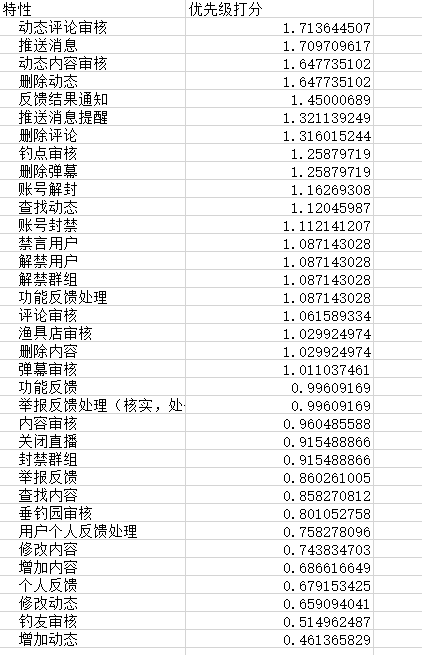 特性 优先级打分
动态评论审核 1.713644507
推送消息 1.709709617
动态内容审核 1.647735102
删除动态 1.647735102
反馈结果通知 1.45000689
推送消息提醒 1.321139249
删除评论 1.316015244
钓点审核 1.25879719
删除弹幕 1.25879719
账号解封 1.16269308
查找动态 1.12045987
账号封禁 1.112141207
禁言用户 1.087143028
解禁用户 1.087143028
解禁群组 1.087143028
功能反馈处理 1.087143028
评论审核 1.061589334
渔具店审核 1.029924974
删除内容 1.029924974
弹幕审核 1.011037461
功能反馈 0.99609169
举报反馈处理（核实，处 0.99609169
内容审核 0.960485588
关闭直播 0.915488866
封禁群组 0.915488866
举报反馈 0.860261005
查找内容 0.858270812
垂钓园审核 0.801052758
用户个人反馈处理 0.758278096
修改内容 0.743834703
增加内容 0.686616649
个人反馈 0.679153425
修改动态 0.659094041
钓友审核 0.514962487
增加动态 0.461365829